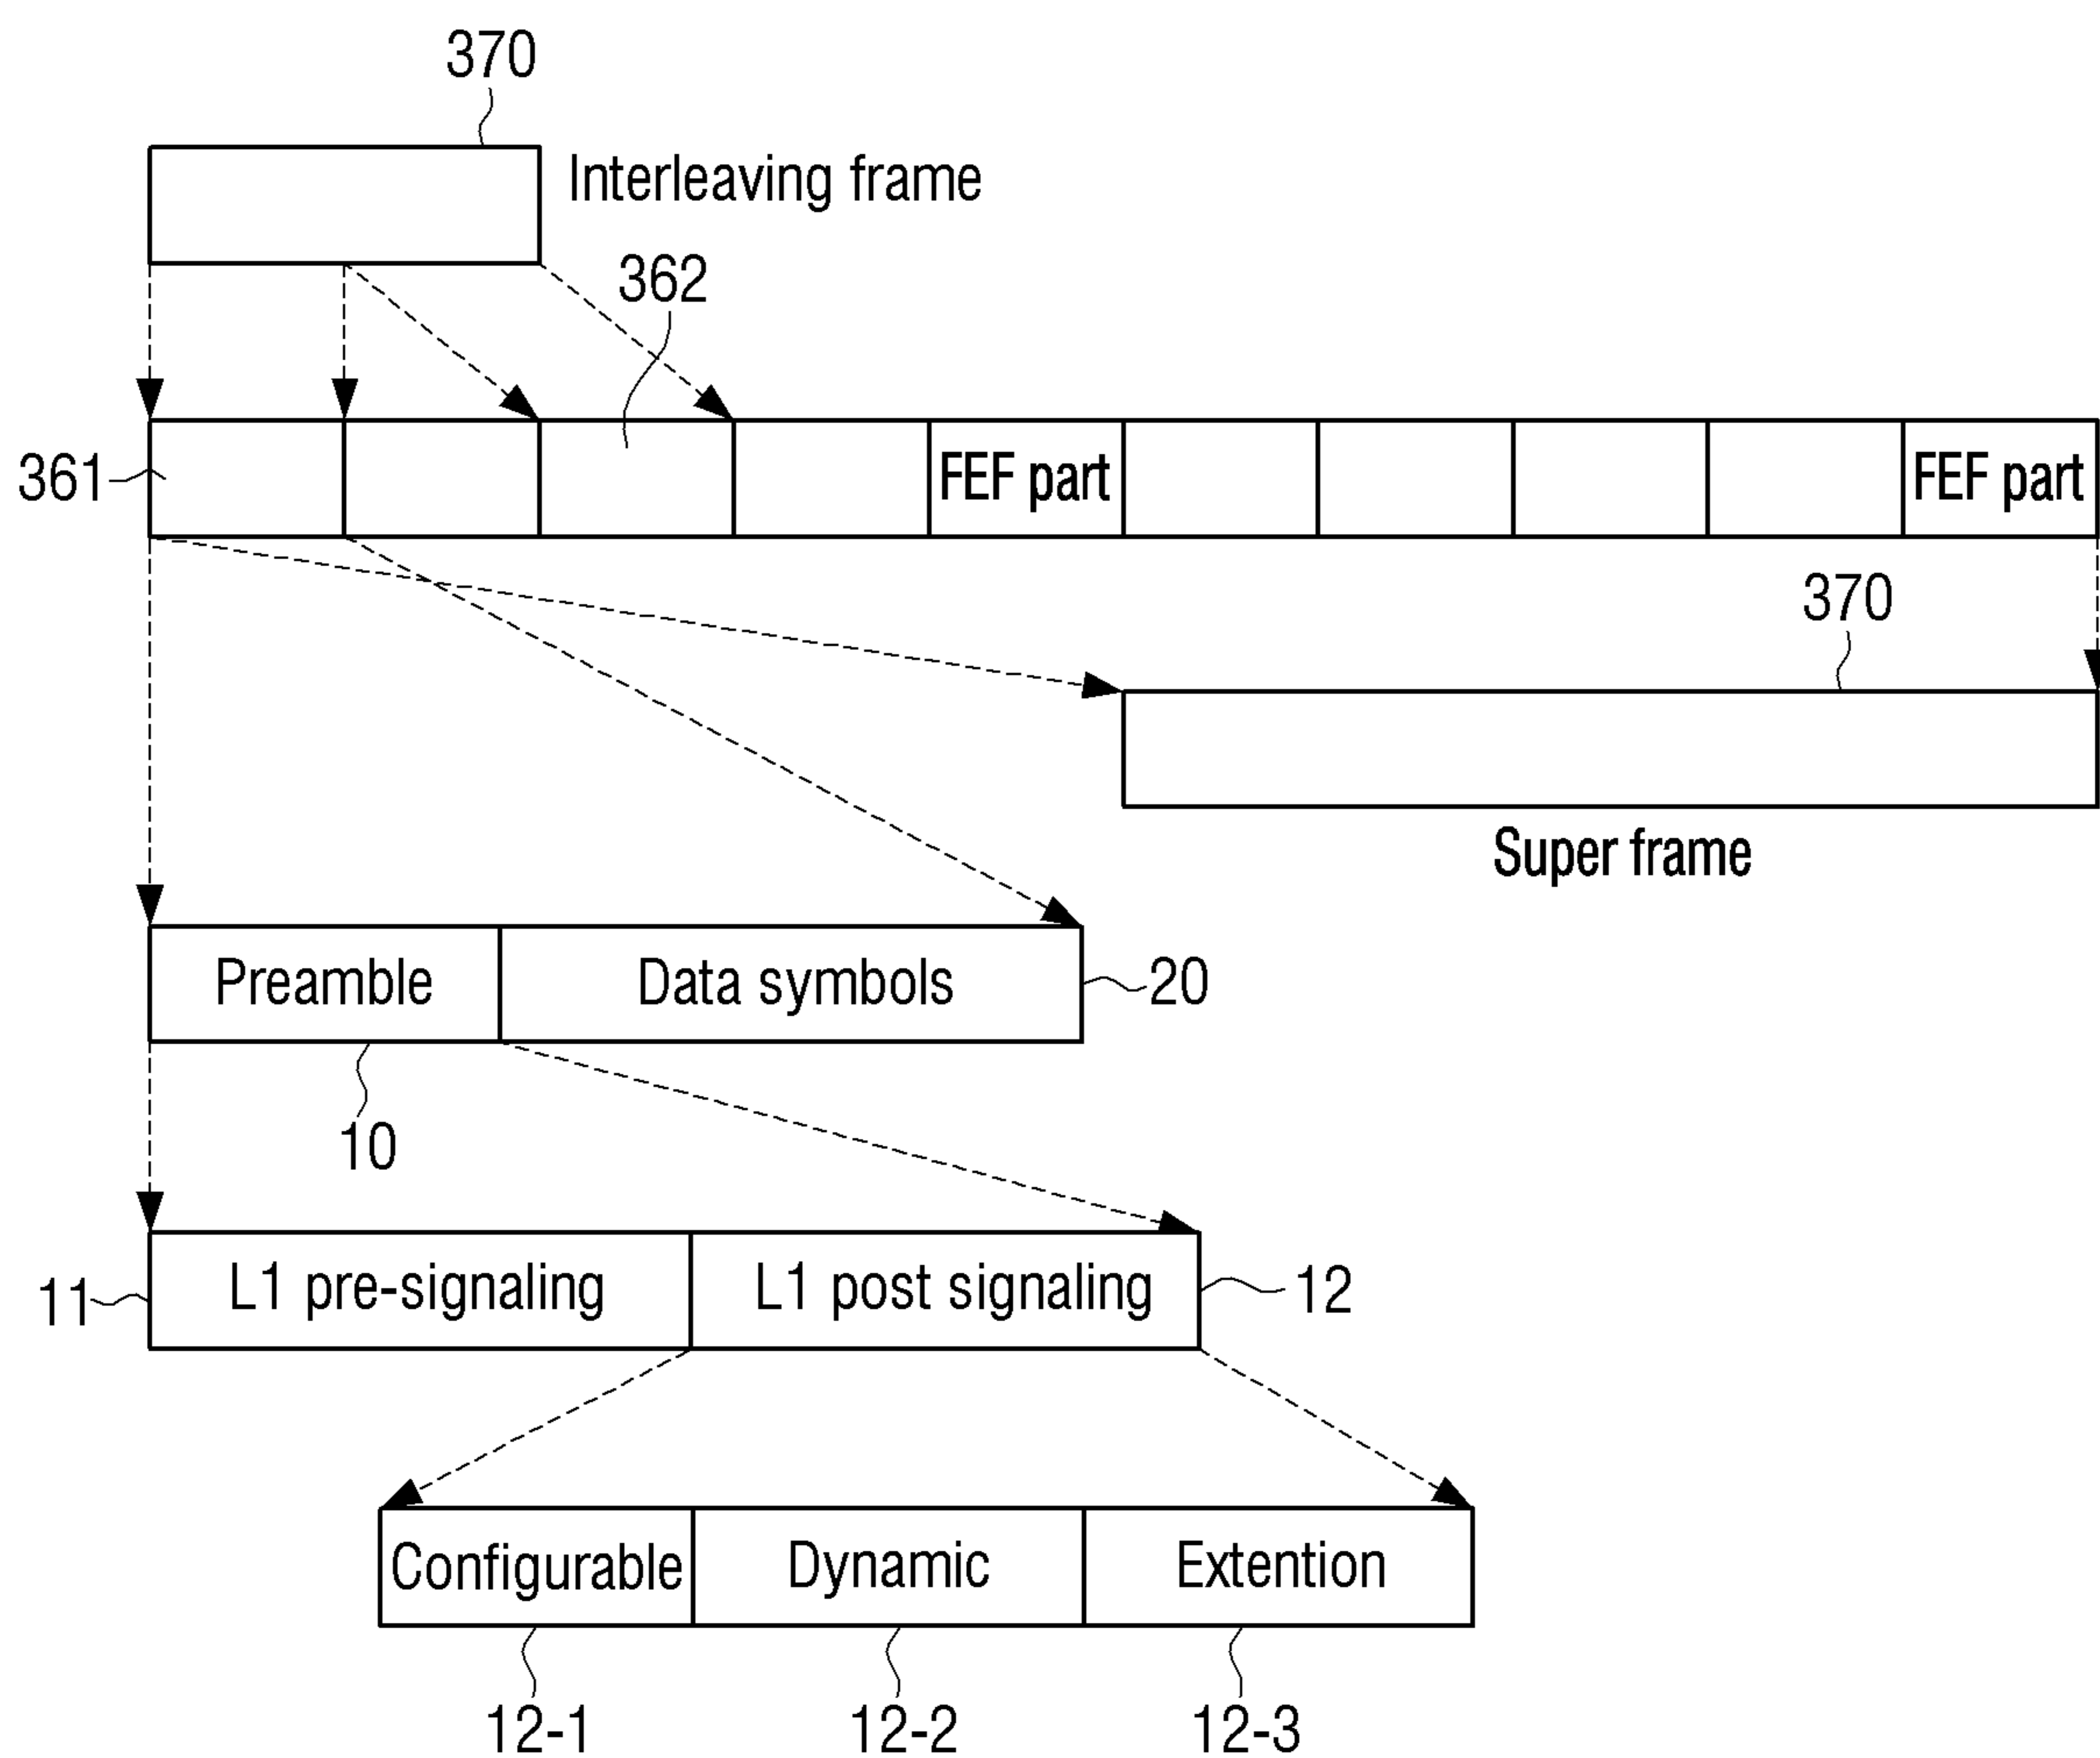 370
Interleaving frame
362
361
FEF part
FEF part
370
Super frame
Preamble
Data symbols
20
10
11
L1 pre-signaling
L1 post signaling
12
Configurable
Dynamic
Extention
12-1
12-2
12-3